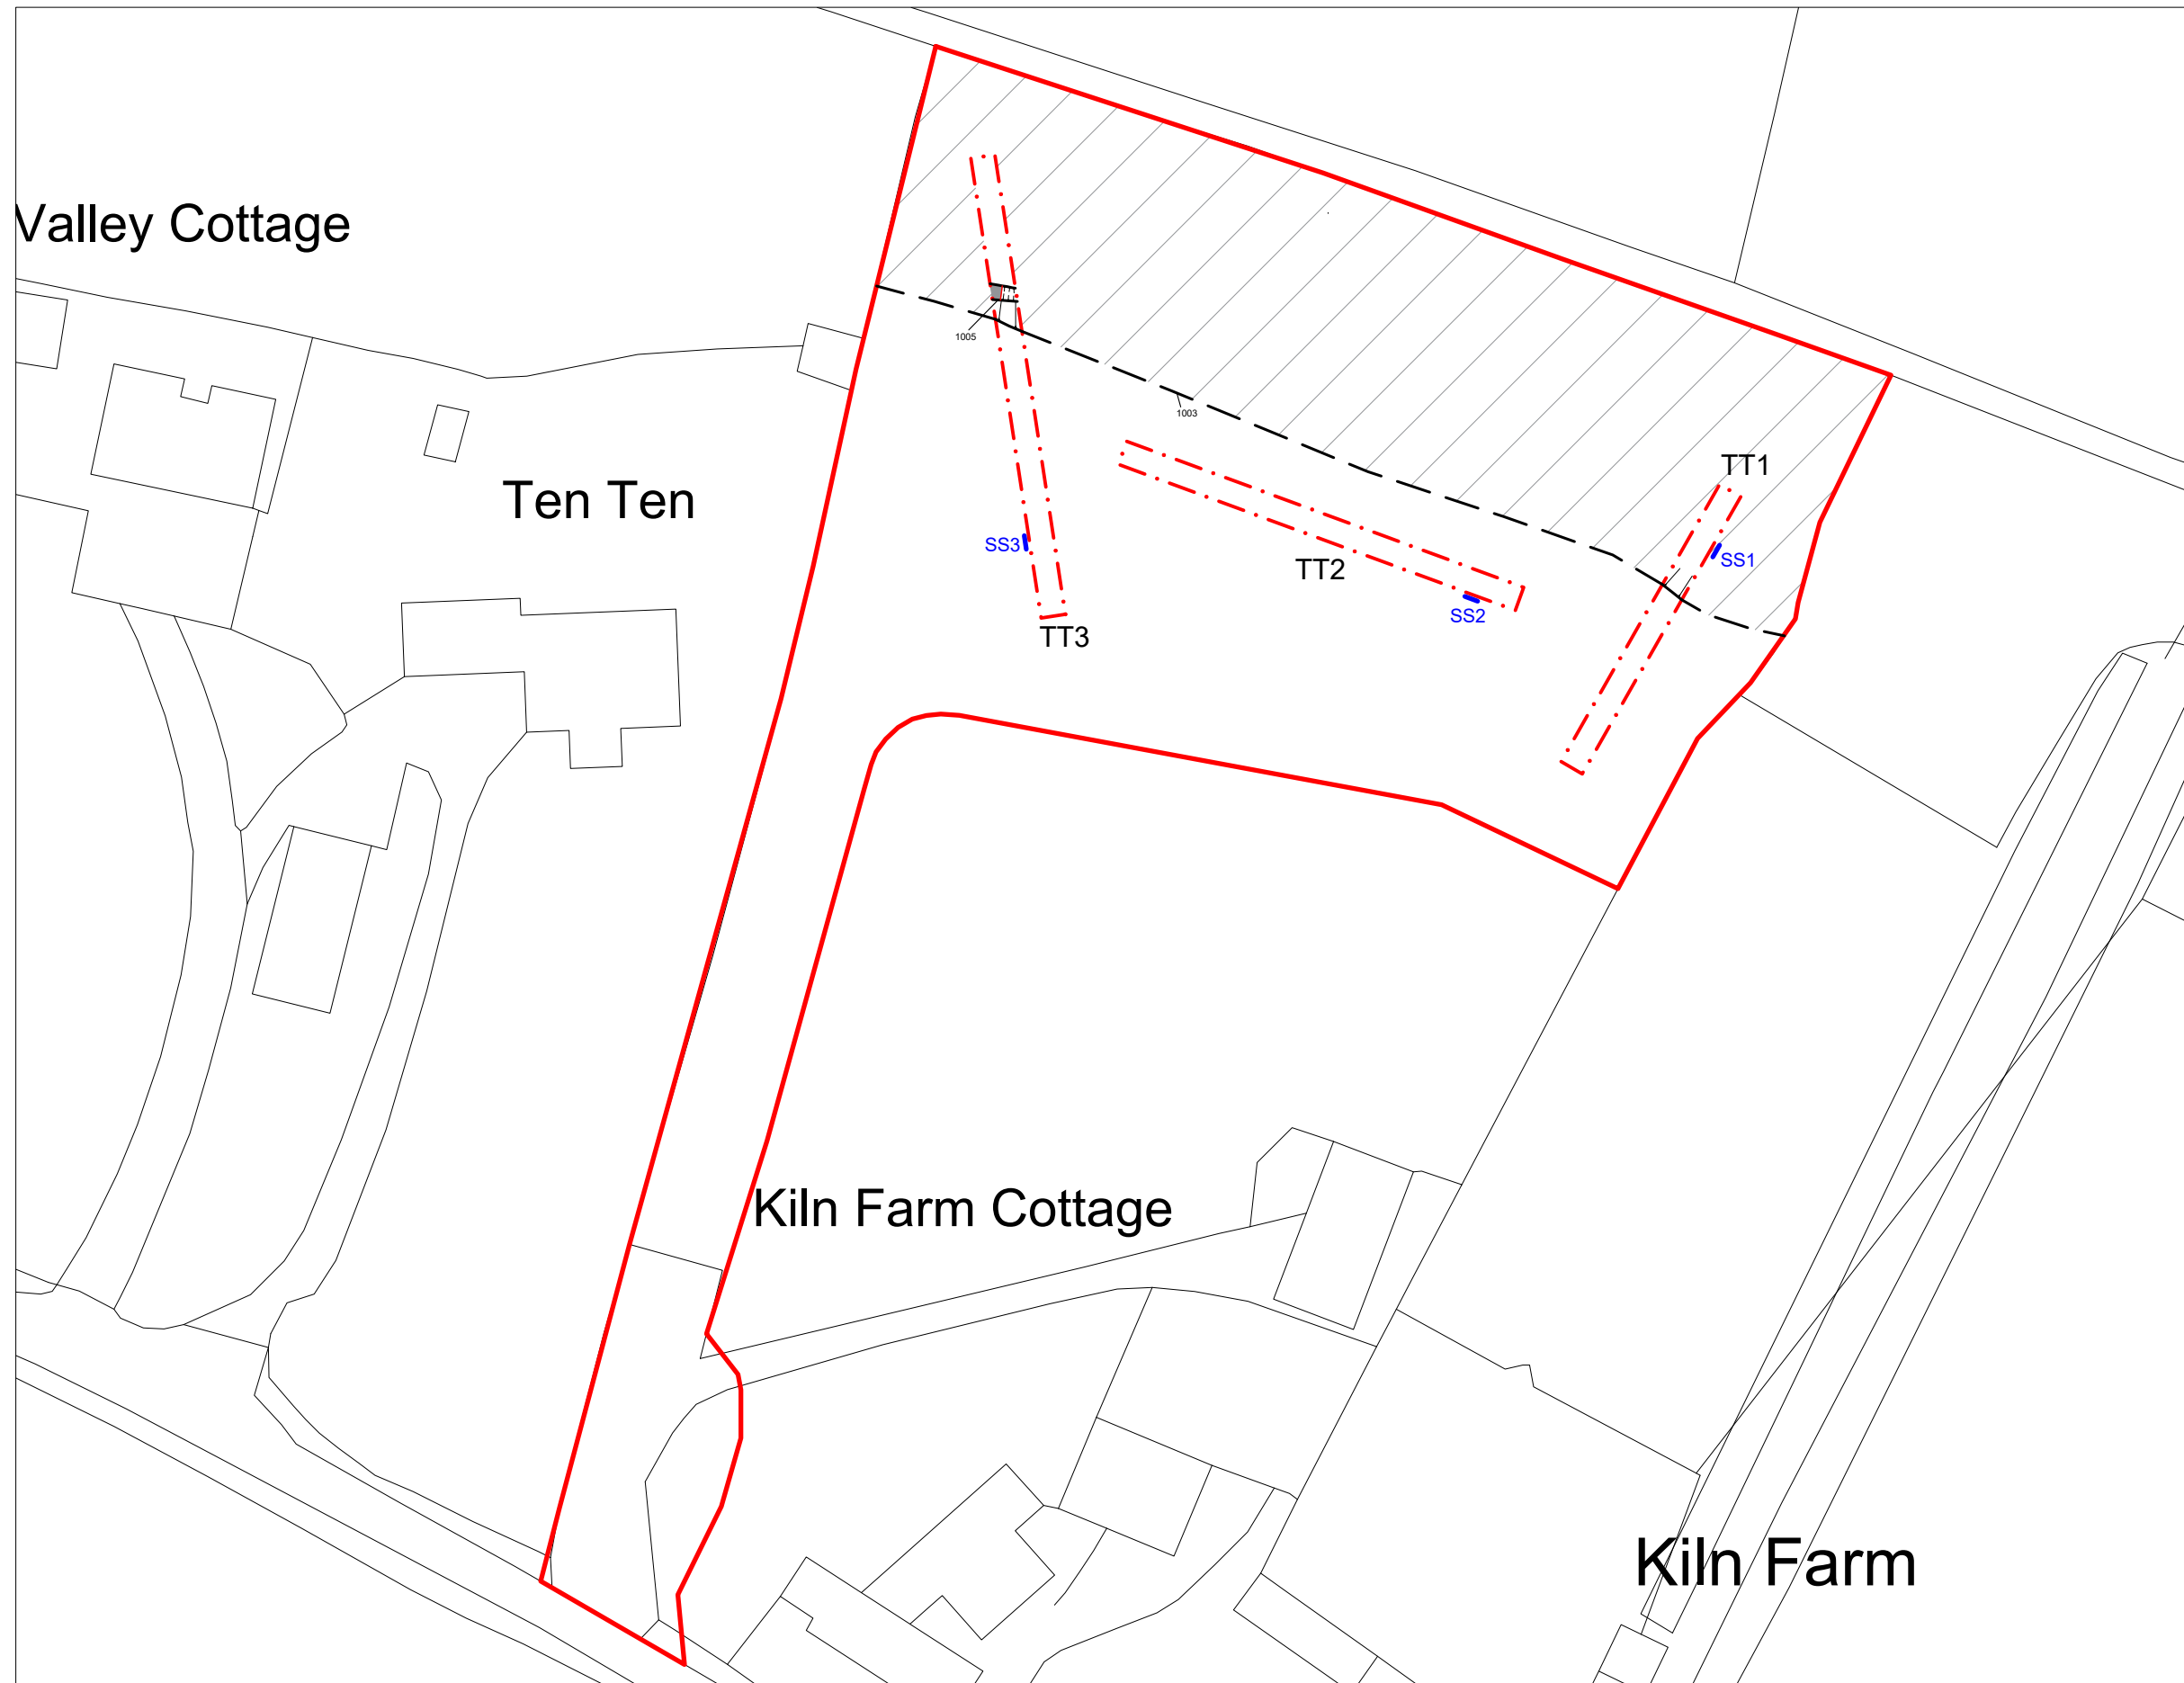 Valley Cottage
1005
1003
TT1
Ten Ten
SS3
SS1
TT2
SS2
TT3
Kiln Farm Cottage
Kiln Farm